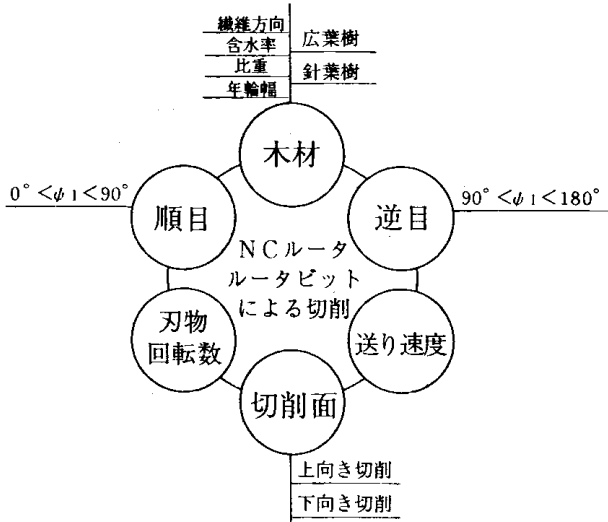 繊維方向
含水率
比重
年輪幅
広葉樹
針葉樹
木材
0°<φ1<90°
順目
逆目
90°<φ1<180°
NCルータ
ルータビット
による切削
刃物
回転数
送り速度
切削面
上向き切削
下向き切削